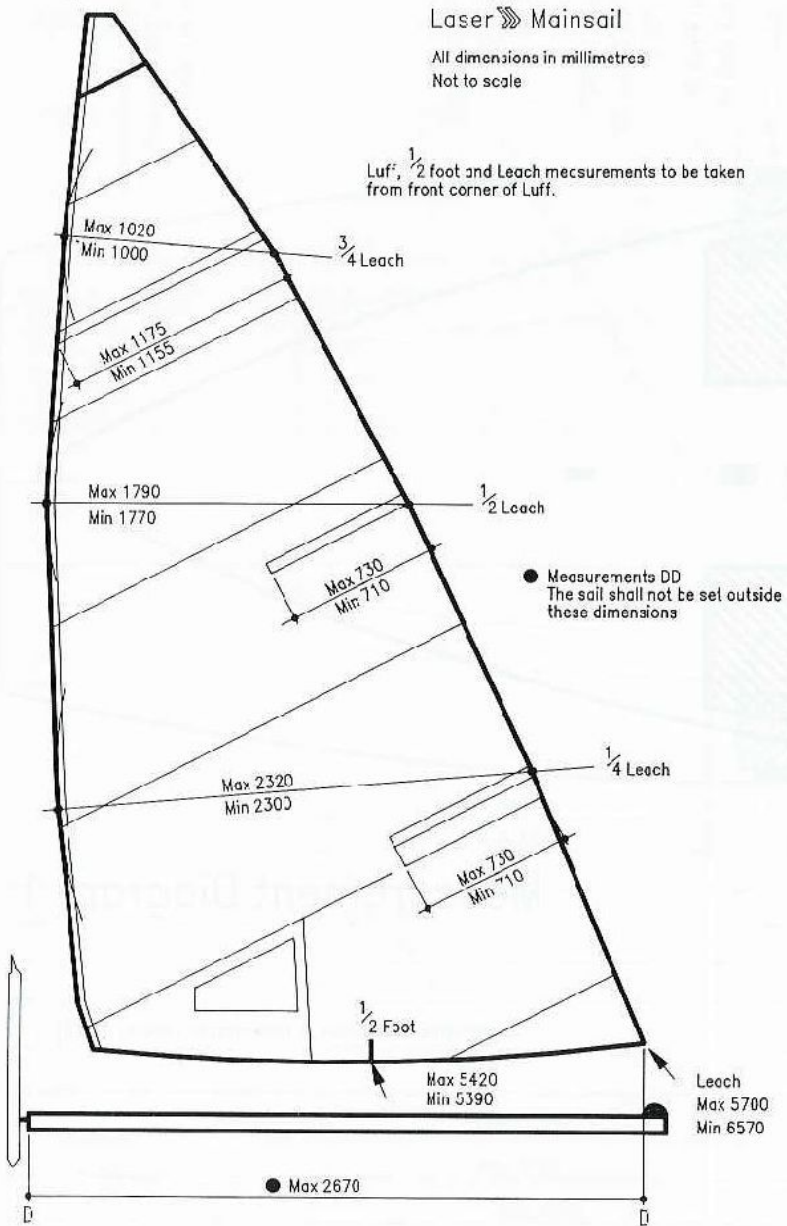 Laser Mainsail
All dimensions in millimetres
Not to scale
Luff, 1/2 foot and Leach mecsurements to be taken
from front corner of Luff.
Max 1020
Min 1000
3/4 Leach
Max 1175
Min 1155
Max 1790
Min 1770
1/2 Leach
Max 730
Min 710
● Measurements DD
The sail shall not be set outside
these dimensions
1/4 Leach
Max 2320
Min 2300
Max 730
Min 710
1/2 Foot
Max 5420
Min 5390
Leach
Max 5700
Min 6570
● Max 2670
D
D